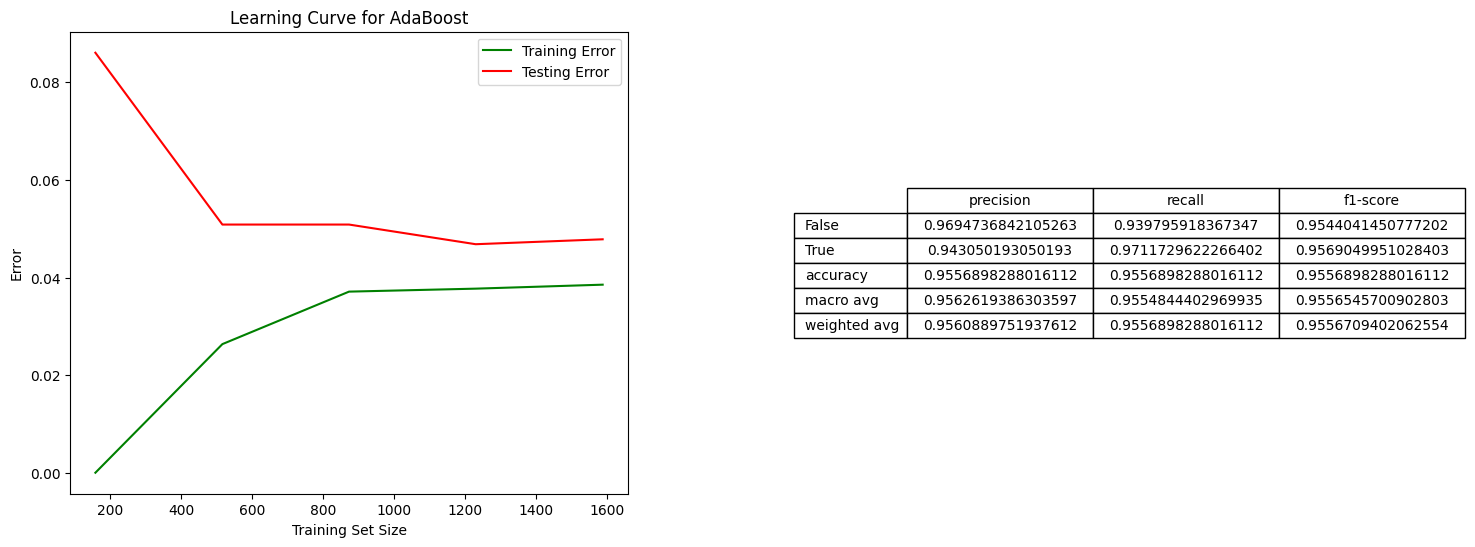 Learning Curve for AdaBoost
Training Error
Testing Error
0.08
0.06
0.04
0.02
0.00
Error
200 400 600 800 1000 1200 1400 1600
Training Set Size
precision recall f1-score
False 0.9694736842105263 0.939795918367347 0.9544041450777202
True 0.943050193050193 0.9711729622266402 0.9569049951028403
accuracy 0.9556898288016112 0.9556898288016112 0.9556898288016112
macro avg 0.9562619386303597 0.9554844402969935 0.9556545700902803
weighted avg 0.9560889751937612 0.9556898288016112 0.9556709402062554